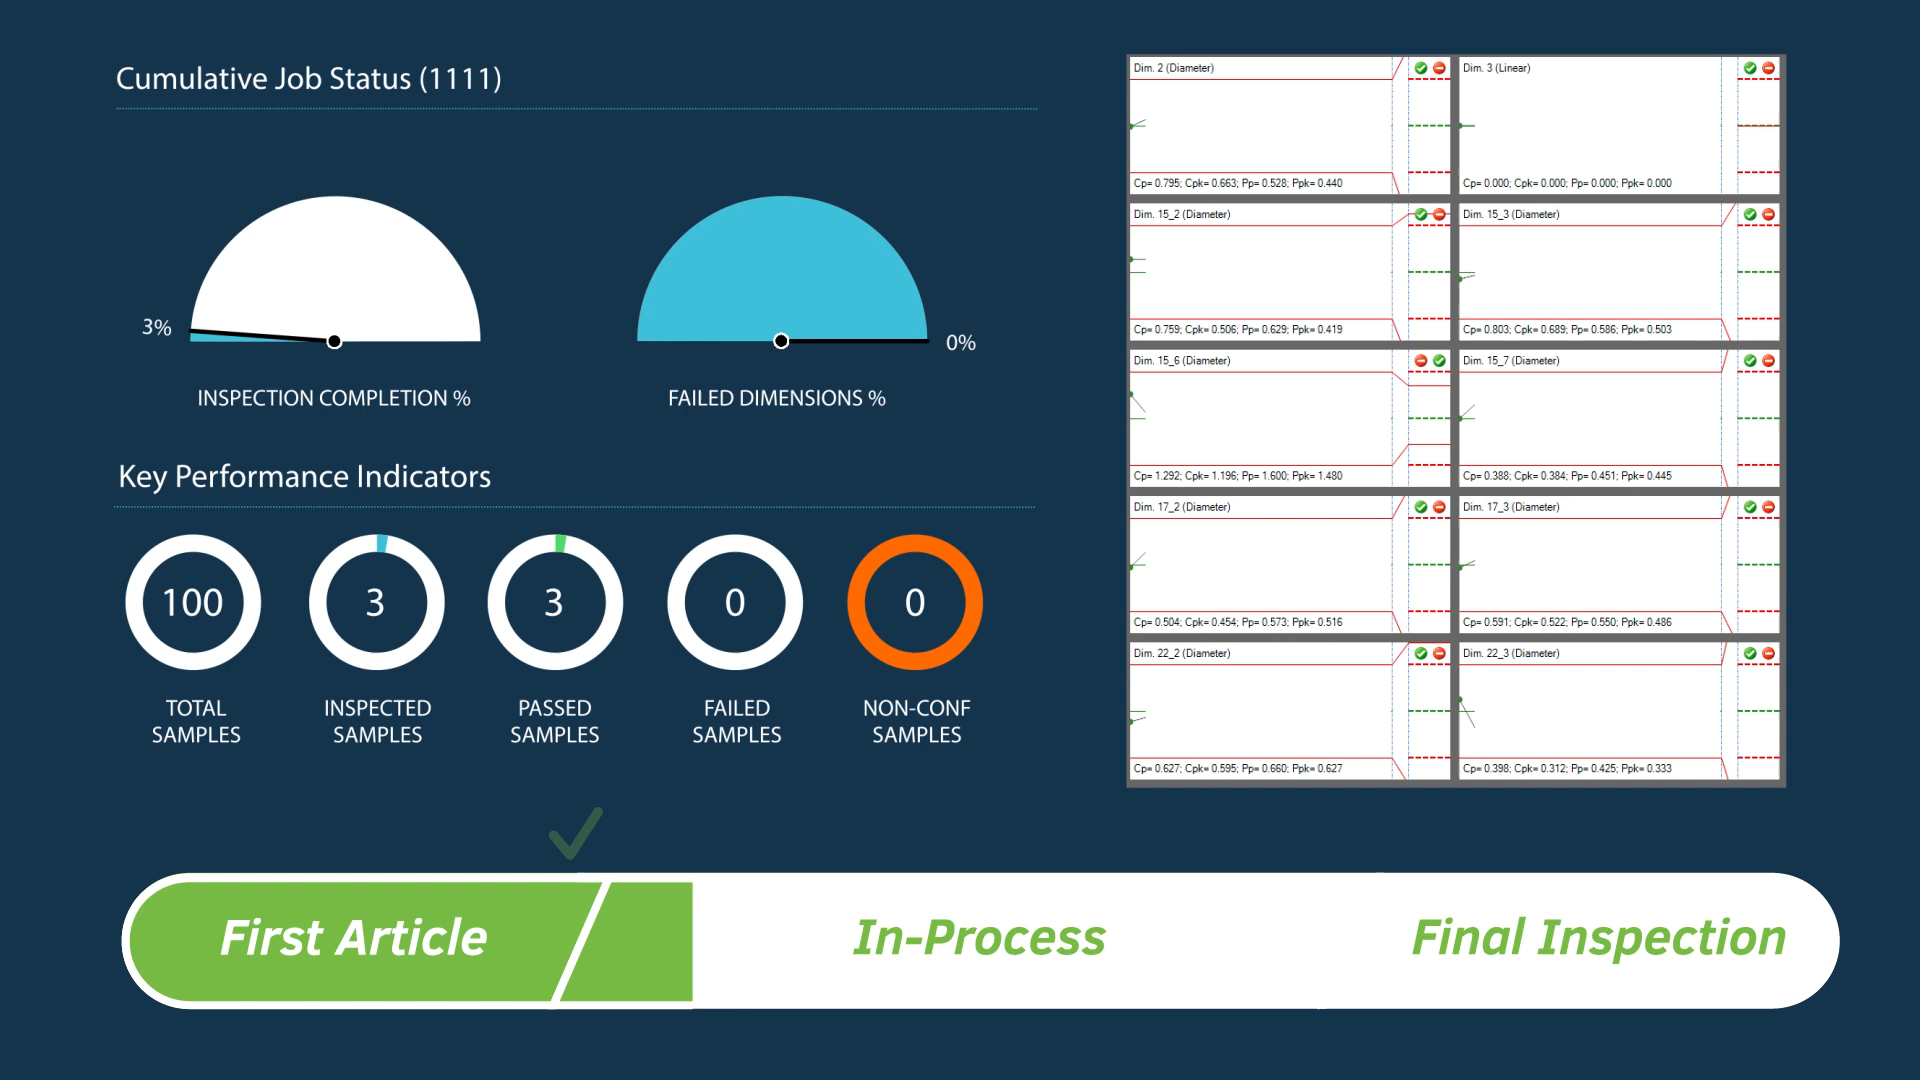 Cumulative Job Status (1111)
3%
0%
INSPECTION COMPLETION %
FAILED DIMENSIONS %
Key Performance Indicators
100
3
3
0
0
TOTAL
SAMPLES
INSPECTED
SAMPLES
PASSED
SAMPLES
FAILED
SAMPLES
NON-CONF
SAMPLES
Dim. 2 (Diameter)
Cp= 0.795; Cpk= 0.663; Pp= 0.528; Ppk= 0.440
Dim. 3 (Linear)
Cp= 0.000; Cpk= 0.000; Pp= 0.000; Ppk= 0.000
Dim. 15_2 (Diameter)
Cp= 0.759; Cpk= 0.506; Pp= 0.629; Ppk= 0.419
Dim. 15_3 (Diameter)
Cp= 0.803; Cpk= 0.689; Pp= 0.586; Ppk= 0.503
Dim. 15_6 (Diameter)
Cp= 1.292; Cpk= 1.196; Pp= 1.600; Ppk= 1.480
Dim. 15_7 (Diameter)
Cp= 0.388; Cpk= 0.384; Pp= 0.451; Ppk= 0.445
Dim. 17_2 (Diameter)
Cp= 0.504; Cpk= 0.454; Pp= 0.573; Ppk= 0.516
Dim. 17_3 (Diameter)
Cp= 0.591; Cpk= 0.522; Pp= 0.550; Ppk= 0.486
Dim. 22_2 (Diameter)
Cp= 0.627; Cpk= 0.595; Pp= 0.660; Ppk= 0.627
Dim. 22_3 (Diameter)
Cp= 0.398; Cpk= 0.312; Pp= 0.425; Ppk= 0.333
First Article
In-Process
Final Inspection